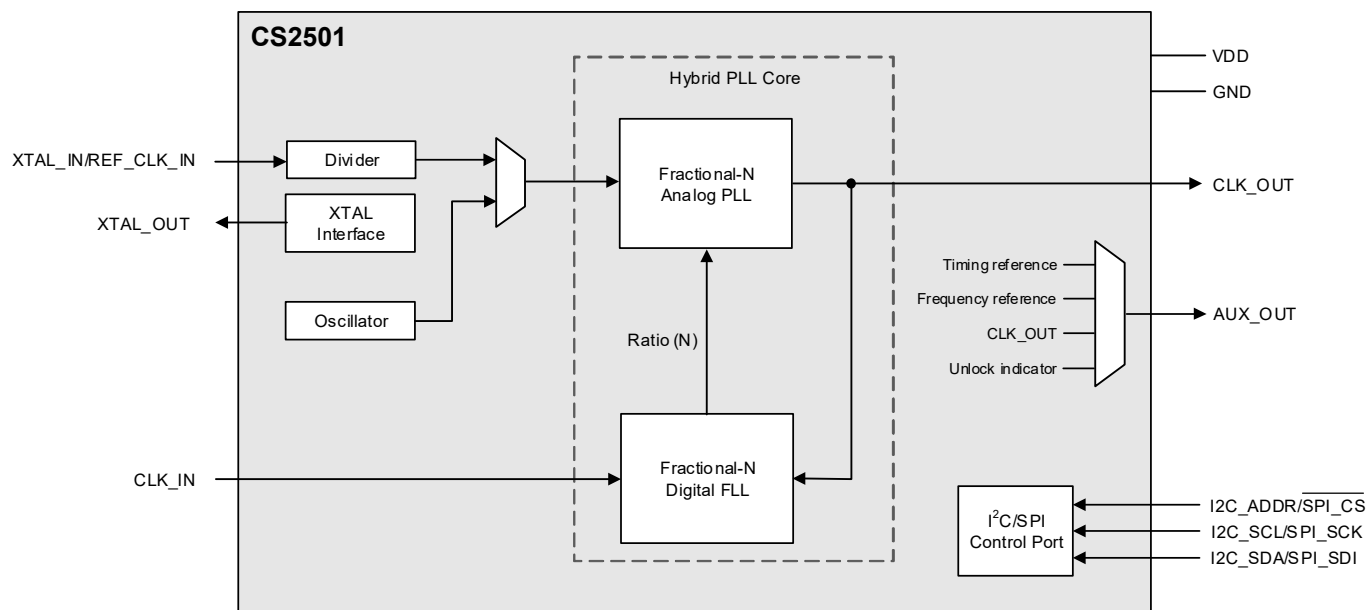 CS2501
Hybrid PLL Core
VDD
GND
XTAL_IN/REF_CLK_IN
Divider
Fractional-N
Analog PLL
CLK_OUT
XTAL_OUT
XTAL
Interface
Timing reference
Frequency reference
CLK_OUT
Unlock indicator
AUX_OUT
Oscillator
Ratio (N)
CLK_IN
Fractional-N
Digital FLL
I²C/SPI
Control Port
I2C_ADDR/SPI_CS
I2C_SCL/SPI_SCK
I2C_SDA/SPI_SDI